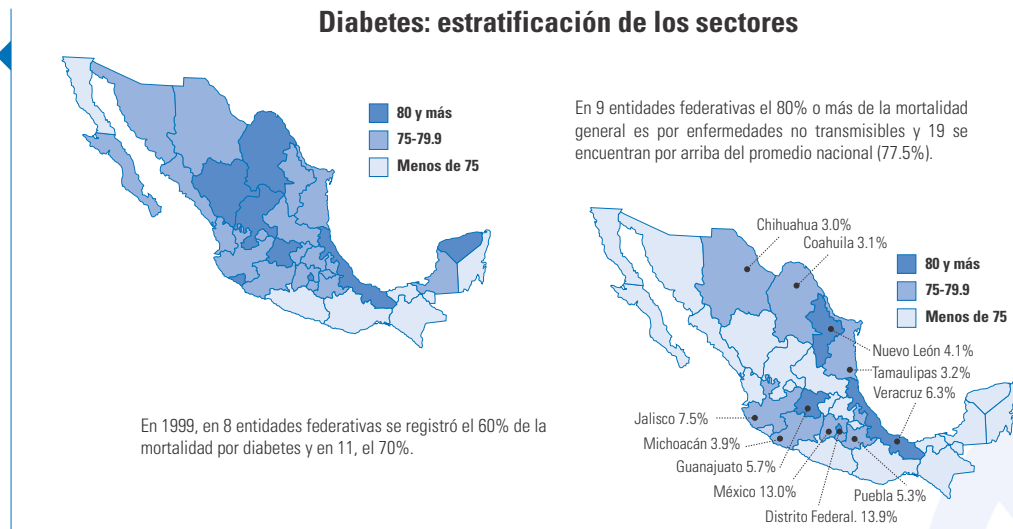 Diabetes: estratificación de los sectores
80 y más
75-79.9
Menos de 75
En 9 entidades federativas el 80% o más de la mortalidad
general es por enfermedades no transmisibles y 19 se
encuentran por arriba del promedio nacional (77.5%).
Chihuahua 3.0%
Coahuila 3.1%
80 y más
75-79.9
Menos de 75
Nuevo León 4.1%
Tamaulipas 3.2%
Veracruz 6.3%
Jalisco 7.5%
Michoacán 3.9%
Guanajuato 5.7%
México 13.0%
Puebla 5.3%
Distrito Federal. 13.9%
En 1999, en 8 entidades federativas se registró el 60% de la
mortalidad por diabetes y en 11, el 70%.